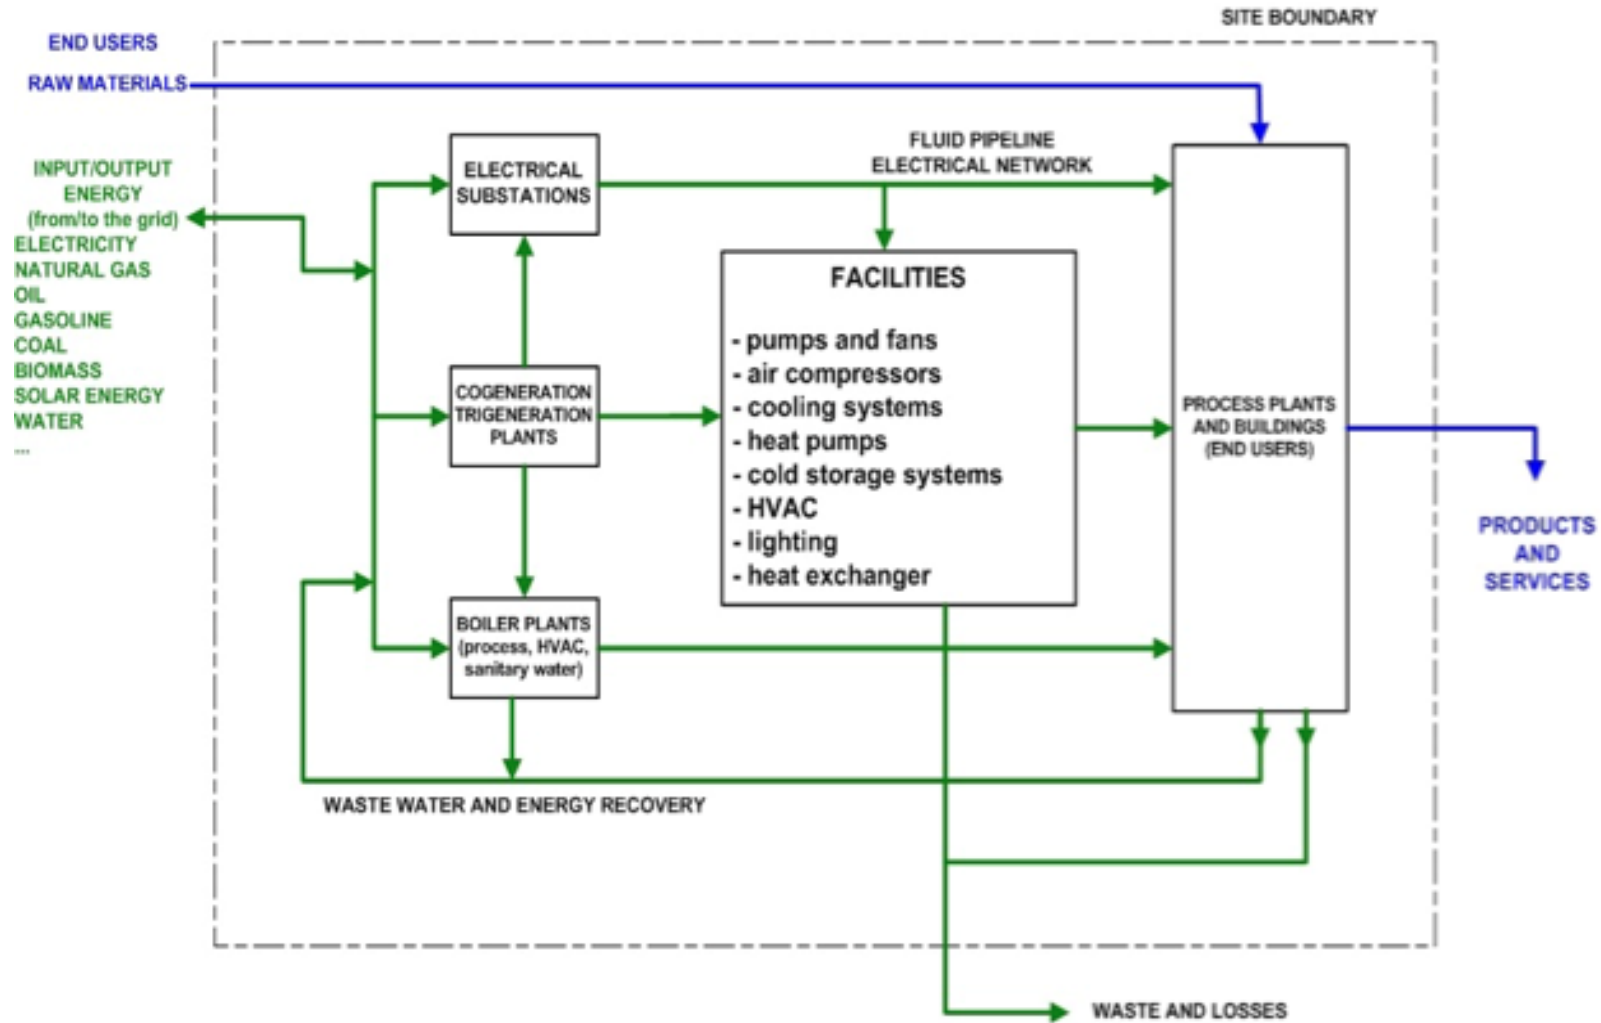 SITE BOUNDARY
END USERS
RAW MATERIALS
INPUT/OUTPUT
ENERGY
(from/to the grid)
ELECTRICITY
NATURAL GAS
OIL
GASOLINE
COAL
BIOMASS
SOLAR ENERGY
WATER
...
ELECTRICAL
SUBSTATIONS
FLUID PIPELINE
ELECTRICAL NETWORK
COGENERATION
TRIGENERATION
PLANTS
BOILER PLANTS
(process, HVAC,
sanitary water)
FACILITIES
- pumps and fans
- air compressors
- cooling systems
- heat pumps
- cold storage systems
- HVAC
- lighting
- heat exchanger
PROCESS PLANTS
AND BUILDINGS
(END USERS)
PRODUCTS
AND
SERVICES
WASTE WATER AND ENERGY RECOVERY
WASTE AND LOSSES